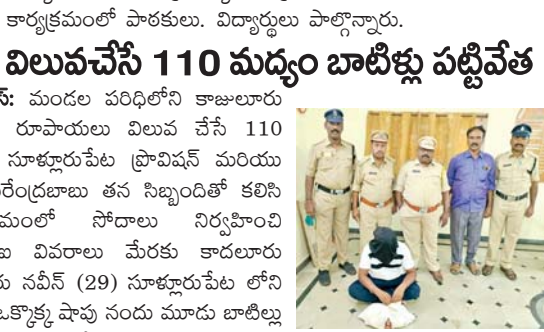 కార్యక్రమంలో పాఠకులు. విద్యార్థులు పాల్గొన్నారు.
విలువచేసే 110 మద్యం బాటిళ్లు పట్టివేత
స్: మండల పరిధిలోని కాజులూరు
రూపాయలు విలువ చేసే 110
సూళ్లూరుపేట ప్రొవిషన్ మరియు
రేంద్రబాబు తన సిబ్బందితో కలిసి
మంలో సోదాలు నిర్వహించి
ఐ వివరాలు మేరకు కాదలూరు
రు నవీన్ (29) సూళ్లూరుపేట లోని
ఒక్కొక్క షాపు నందు మూడు బాటిల్లు